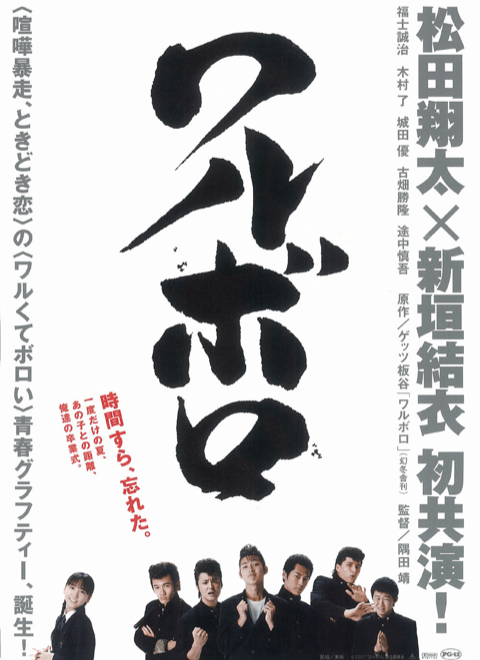 松田翔太×新垣結衣 初共演!
福士誠治 木村 了 城田 優 古畑勝隆 途中慎吾 原作/ゲッツ板谷「ワルボロ」(幻冬舎刊) 監督/隅田 靖
ワルボロ
時間すら、忘れた。
一度だけの夏、
あの子との距離、
俺達の卒業式。
〈喧嘩暴走、ときどき恋〉の〈ワルくてボロい〉青春グラフティー、誕生!
PG-12